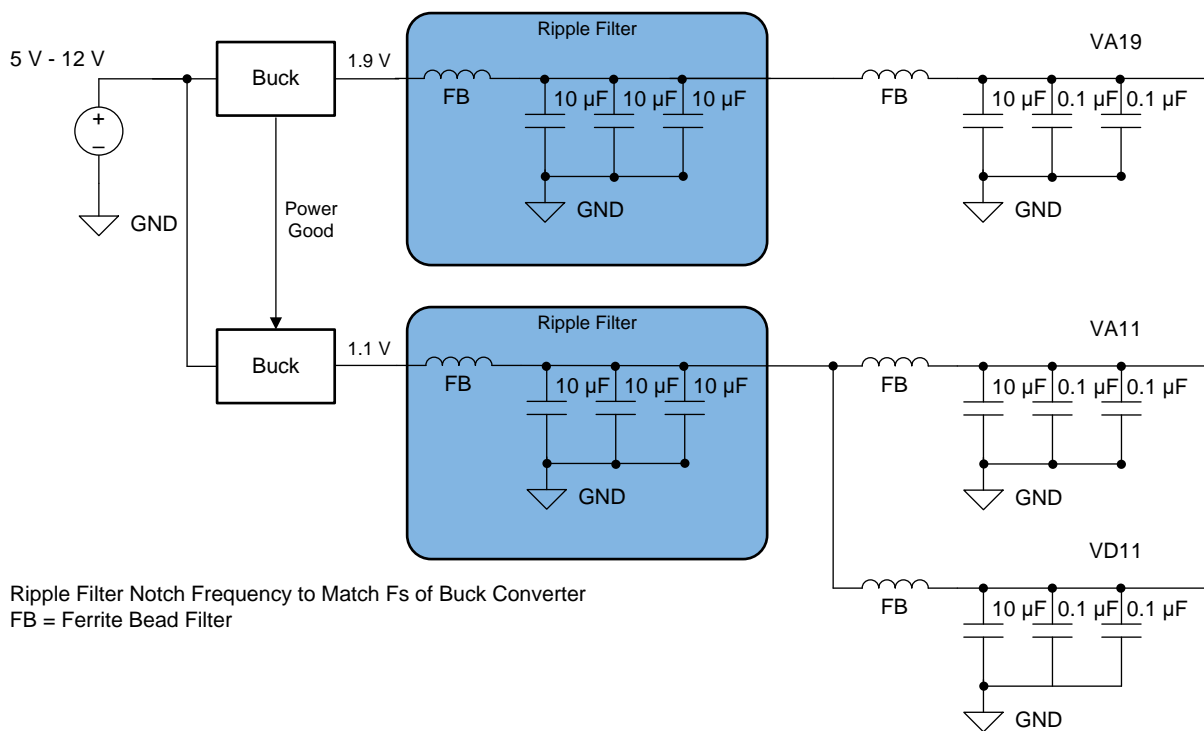 Ripple Filter
5 V - 12 V
Buck
1.9 V
FB
10 µF 10 µF 10 µF
GND
FB
VA19
10 µF 0.1 µF 0.1 µF
GND
+
−
GND
Power
Good
Ripple Filter
Buck
1.1 V
FB
10 µF 10 µF 10 µF
GND
FB
VA11
10 µF 0.1 µF 0.1 µF
GND
VD11
FB
10 µF 0.1 µF 0.1 µF
GND
Ripple Filter Notch Frequency to Match Fs of Buck Converter
FB = Ferrite Bead Filter